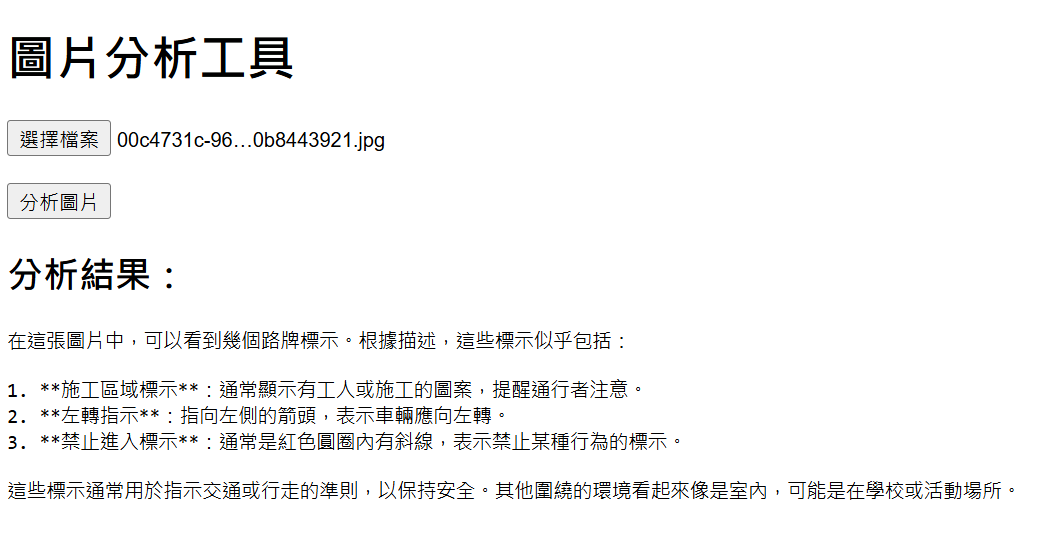 圖片分析工具
選擇檔案 00c4731c-96…0b8443921.jpg
分析圖片
分析結果：
在這張圖片中，可以看到幾個路牌標示。根據描述，這些標示似乎包括：
1. **施工區域標示**：通常顯示有工人或施工的圖案，提醒通行者注意。
2. **左轉指示**：指向左側的箭頭，表示車輛應向左轉。
3. **禁止進入標示**：通常是紅色圓圈內有斜線，表示禁止某種行為的標示。
這些標示通常用於指示交通或行走的準則，以保持安全。其他圍繞的環境看起來像是室內，可能是在學校或活動場所。